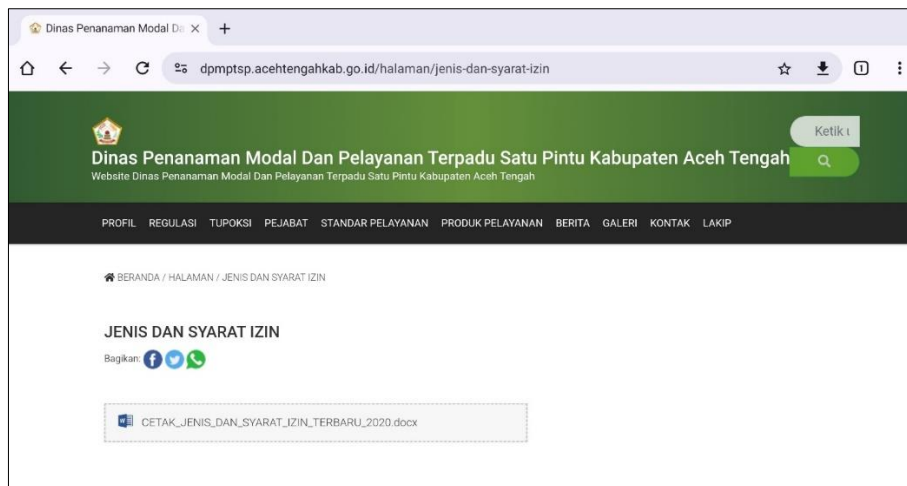 Dinas Penanaman Modal Da
dpmptsp.acehtengahkab.go.id/halaman/jenis-dan-syarat-izin
1
Ketik u
Dinas Penanaman Modal Dan Pelayanan Terpadu Satu Pintu Kabupaten Aceh Tengah
Website Dinas Penanaman Modal Dan Pelayanan Terpadu Satu Pintu Kabupaten Aceh Tengah
PROFIL REGULASI TUPOKSI PEJABAT STANDAR PELAYANAN PRODUK PELAYANAN BERITA GALERI KONTAK LAKIP
BERANDA / HALAMAN / JENIS DAN SYARAT IZIN
JENIS DAN SYARAT IZIN
Bagikan:
CETAK_JENIS_DAN_SYARAT_IZIN_TERBARU_2020.docx